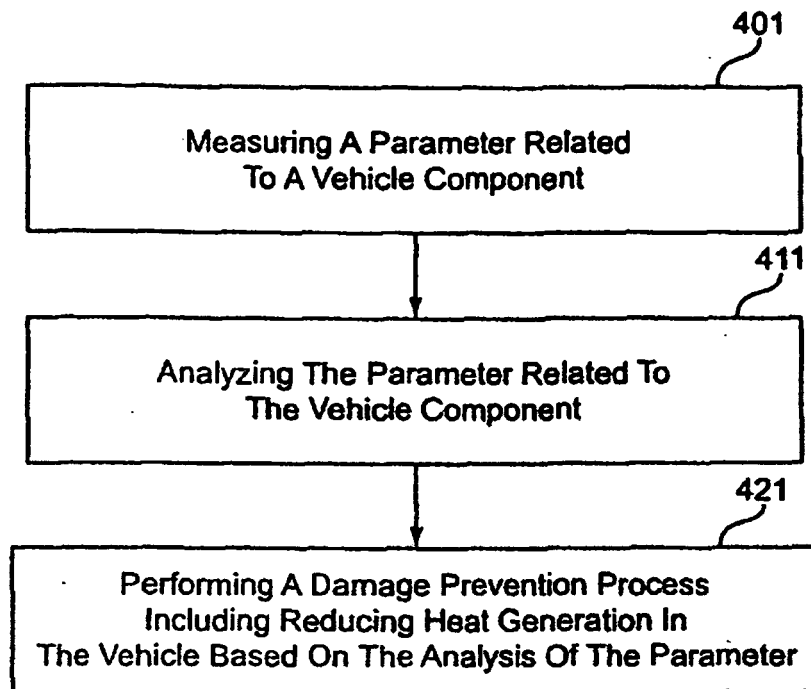 401
Measuring A Parameter Related
To A Vehicle Component
411
Analyzing The Parameter Related To
The Vehicle Component
421
Performing A Damage Prevention Process
Including Reducing Heat Generation In
The Vehicle Based On The Analysis Of The Parameter